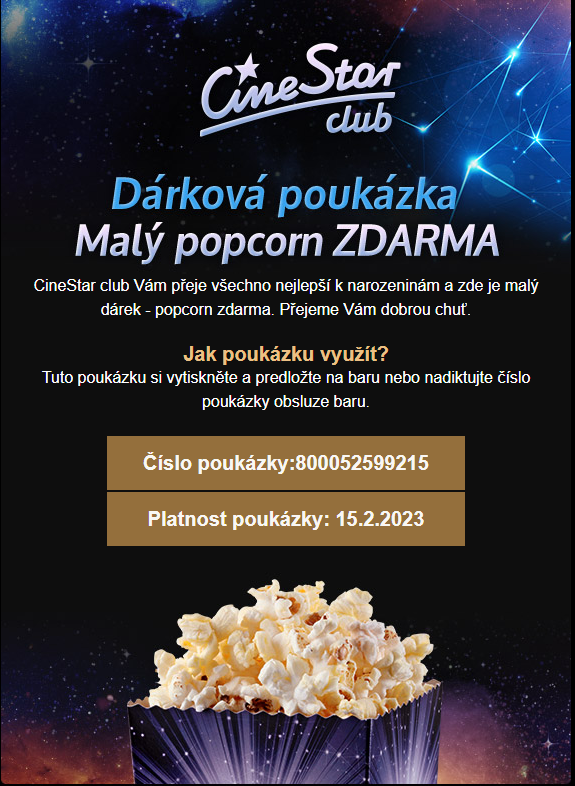 CineStar
club
Dárková poukázka
Malý popcorn ZDARMA
CineStar club Vám přeje všechno nejlepší k narozeninám a zde je malý
dárek - popcorn zdarma. Přejeme Vám dobrou chuť.
Jak poukázku využít?
Tuto poukázku si vytiskněte a predložte na baru nebo nadiktujte číslo
poukázky obsluze baru.
Číslo poukázky:800052599215
Platnost poukázky: 15.2.2023